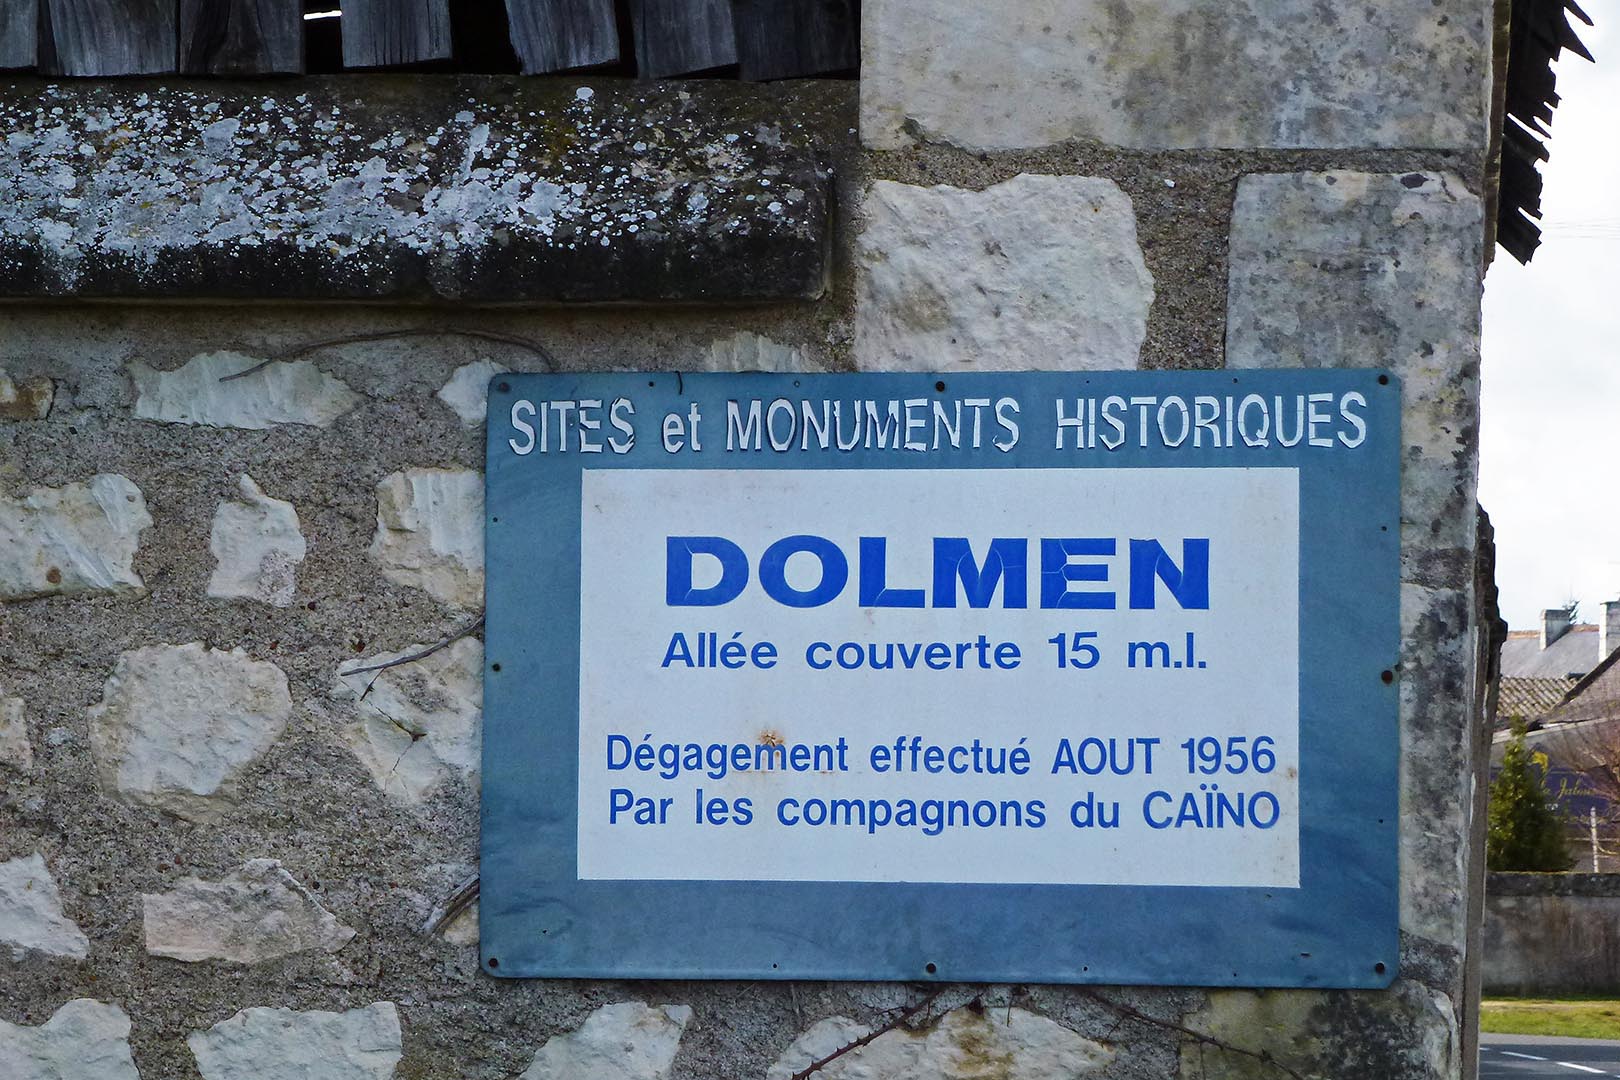 SITES et MONUMENTS HISTORIQUES
DOLMEN
Allée couverte 15 m.l.
Dégagement effectué AOUT 1956
Par les compagnons du CAÏNO